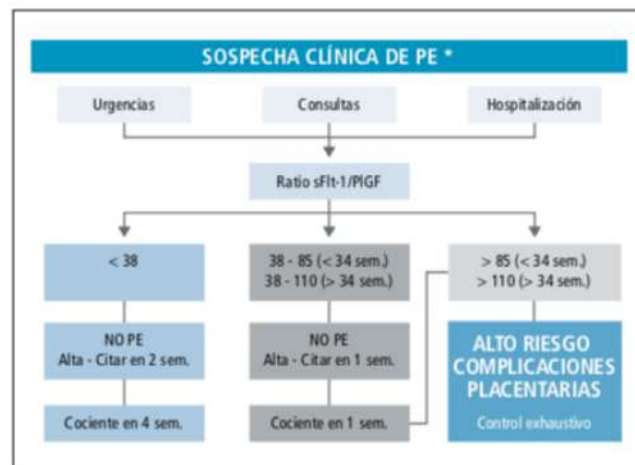 SOSPECHA CLÍNICA DE PE *
Urgencias
Consultas
Hospitalización
Ratio sFlt-1/PlGF
< 38
38 - 85 (< 34 sem.)
38 - 110 (> 34 sem.)
> 85 (< 34 sem.)
> 110 (> 34 sem.)
NO PE
Alta - Citar en 2 sem.
NO PE
Alta - Citar en 1 sem.
ALTO RIESGO
COMPLICACIONES
PLACENTARIAS
Control exhaustivo
Cociente en 4 sem.
Cociente en 1 sem.